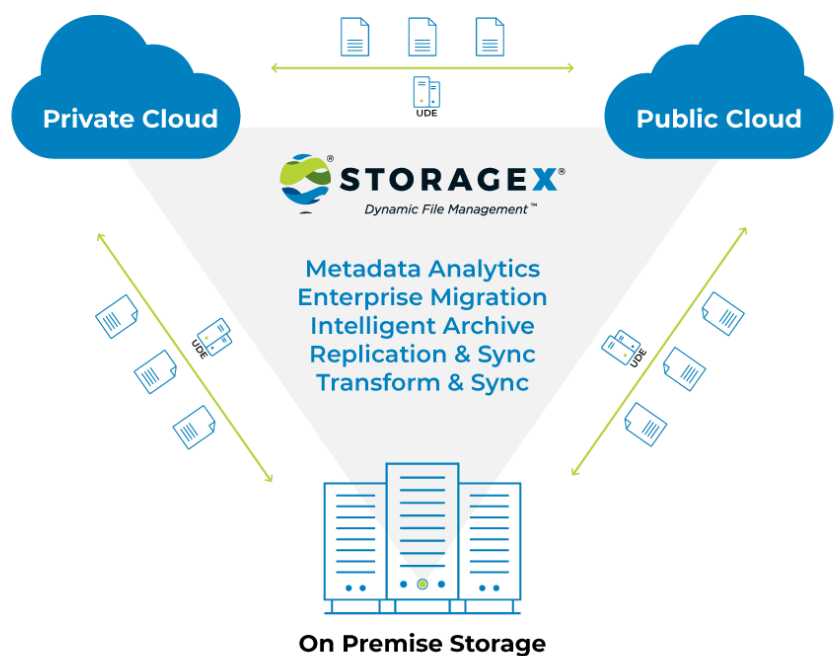 Private Cloud
UDE
Public Cloud
STORAGEX®
Dynamic File Management™
Metadata Analytics
Enterprise Migration
Intelligent Archive
Replication & Sync
Transform & Sync
UDE
UDE
On Premise Storage